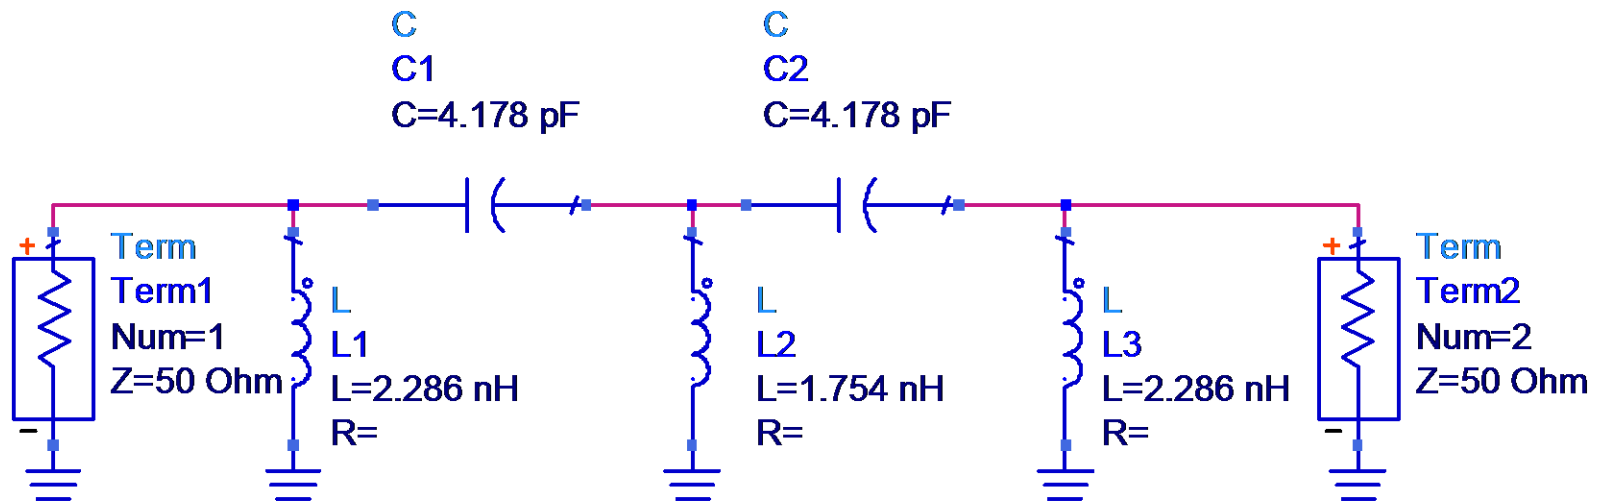 C
C1
C=4.178 pF
C
C2
C=4.178 pF
+
Term
Term1
Num=1
Z=50 Ohm
−
L
L1
L=2.286 nH
R=
L
L2
L=1.754 nH
R=
L
L3
L=2.286 nH
R=
+
Term
Term2
Num=2
Z=50 Ohm
−